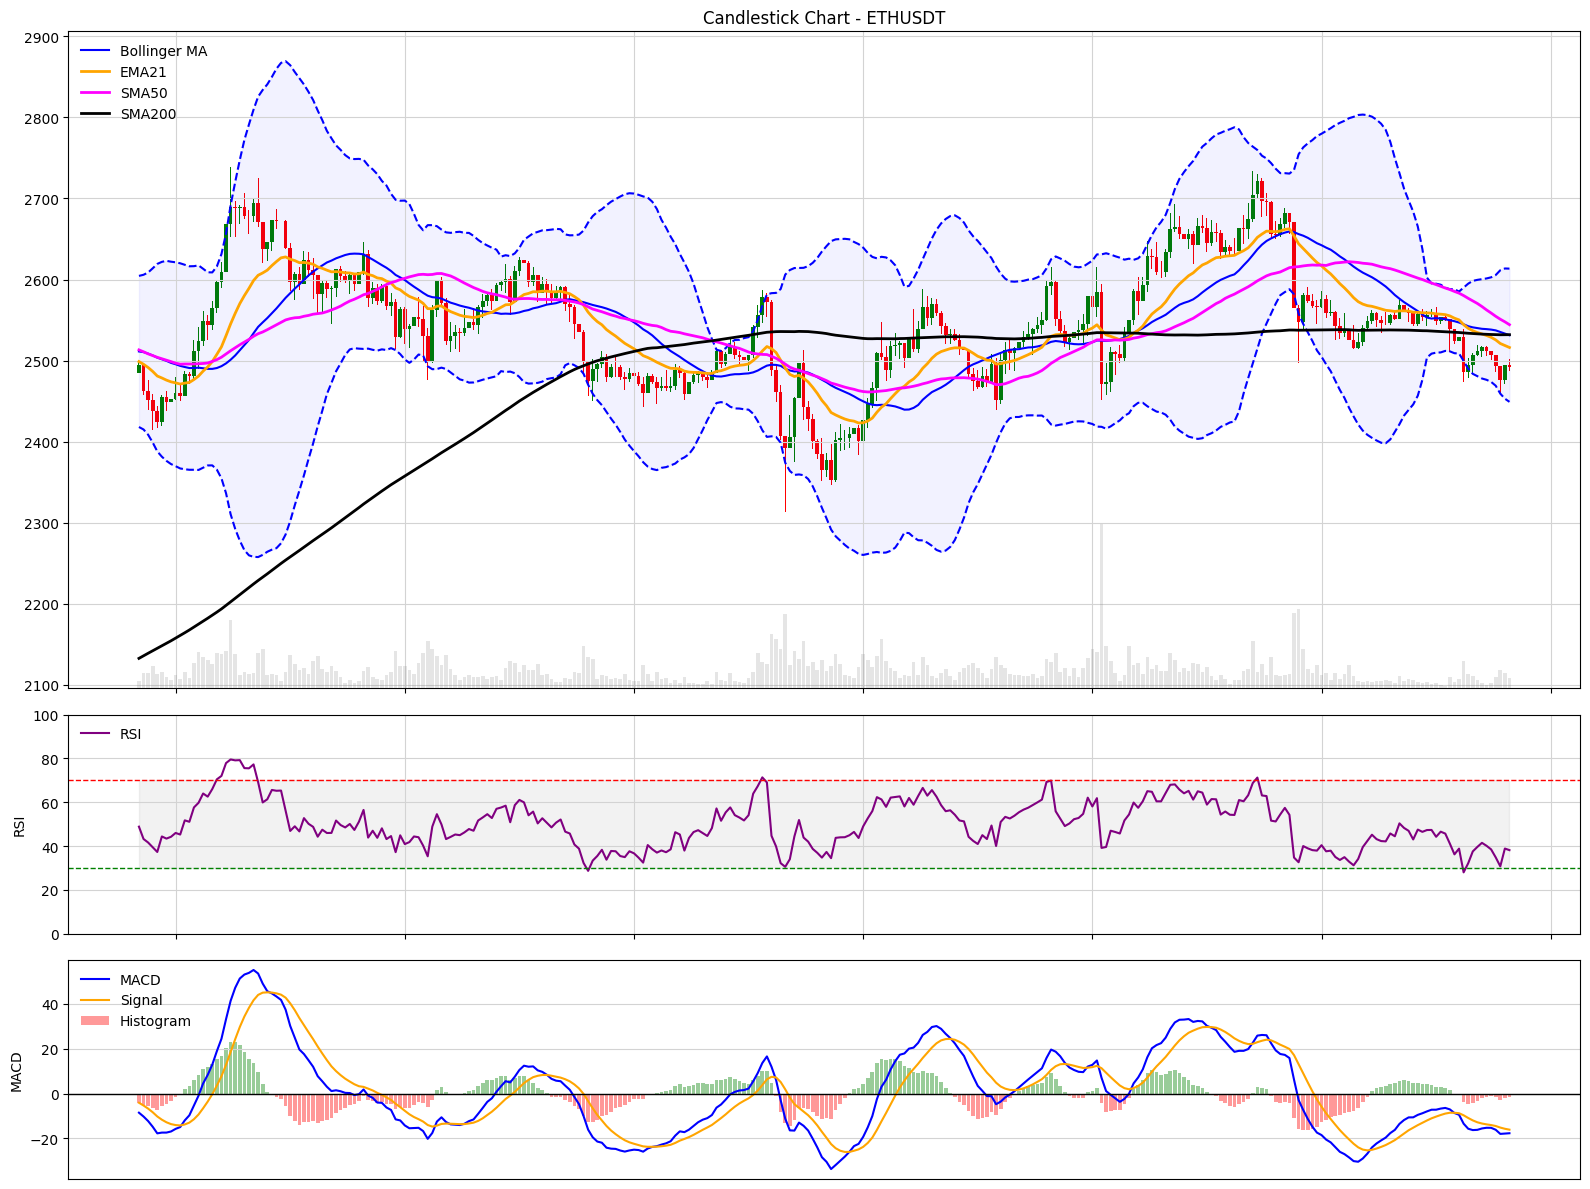 Candlestick Chart - ETHUSDT
2900
2800
2700
2600
2500
2400
2300
2200
2100
Bollinger MA
EMA21
SMA50
SMA200
100
80
60
40
20
0
RSI
RSI
40
20
0
−20
MACD
MACD
Signal
Histogram